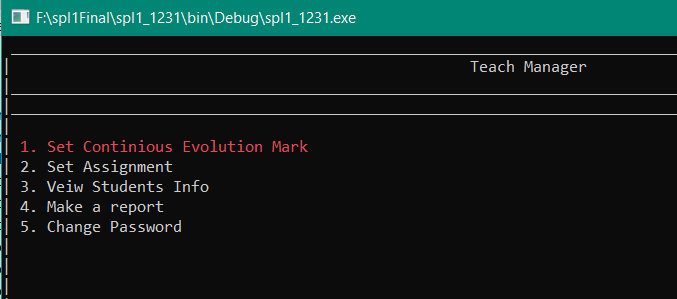 F:\spl1Final\spl1_1231\bin\Debug\spl1_1231.exe
Teach Manager
1. Set Continious Evolution Mark
2. Set Assignment
3. Veiw Students Info
4. Make a report
5. Change Password